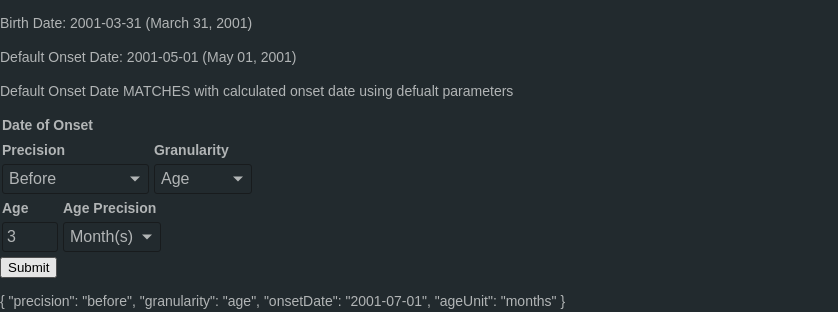 Birth Date: 2001-03-31 (March 31, 2001)
Default Onset Date: 2001-05-01 (May 01, 2001)
Default Onset Date MATCHES with calculated onset date using defualt parameters
Date of Onset
Precision Granularity
Before Age
Age Age Precision
3 Month(s)
Submit
{ "precision": "before", "granularity": "age", "onsetDate": "2001-07-01", "ageUnit": "months" }